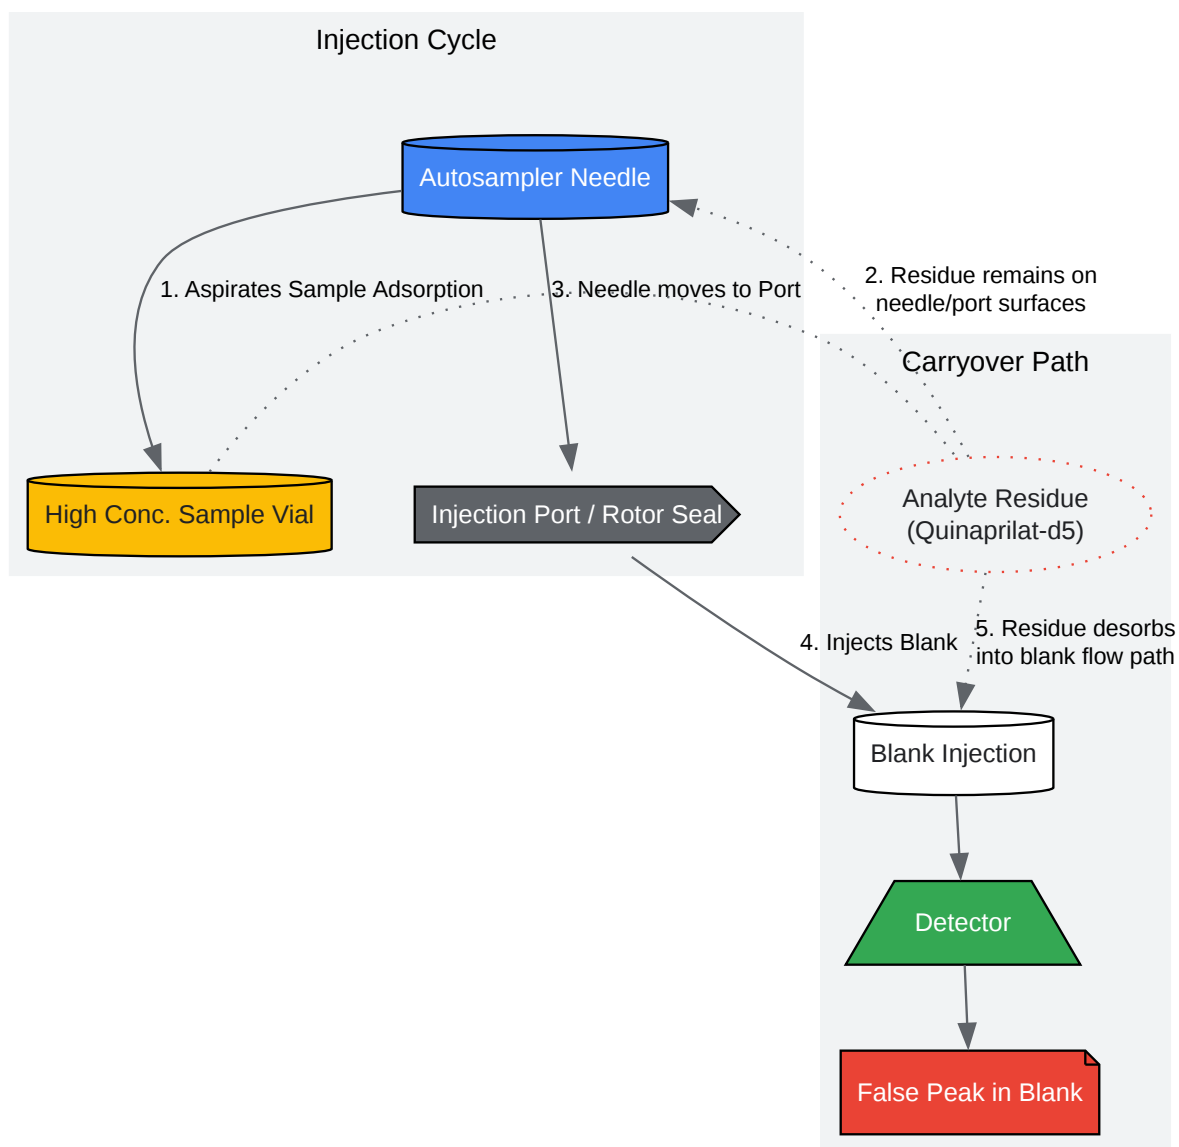 Injection Cycle
Autosampler Needle
1. Aspirates Sample
Adsorption
3. Needle moves to Port
2. Residue remains on
needle/port surfaces
Carryover Path
High Conc. Sample Vial
Injection Port / Rotor Seal
Analyte Residue
(Quinaprilat-d5)
4. Injects Blank
5. Residue desorbs
into blank flow path
Blank Injection
Detector
False Peak in Blank